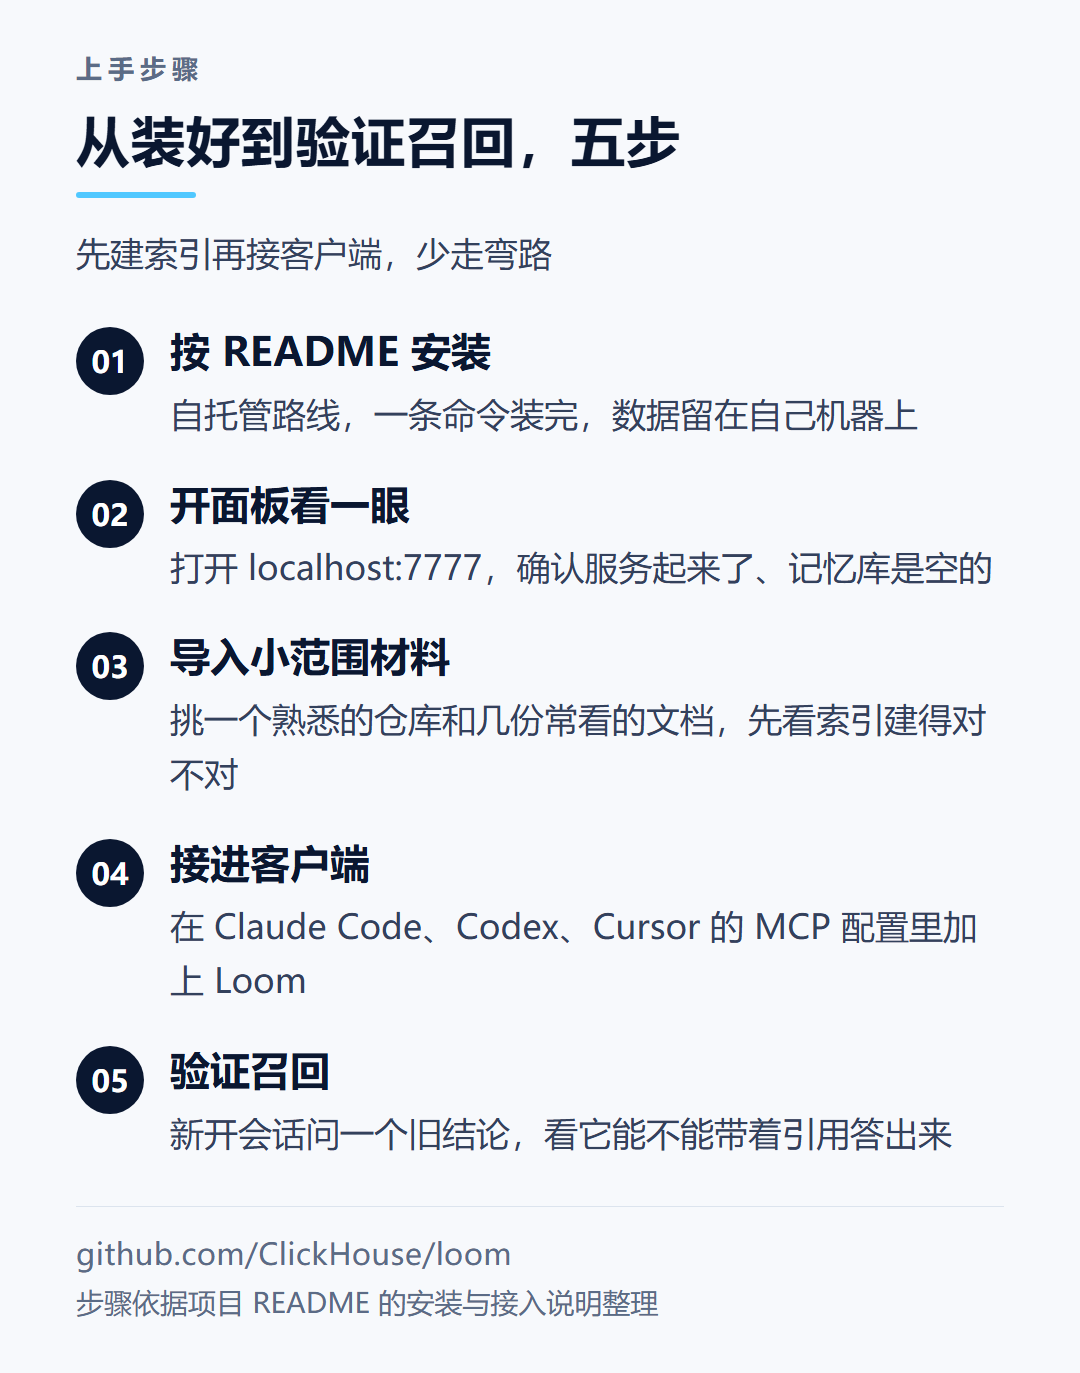 上手步骤
从装好到验证召回，五步
先建索引再接客户端，少走弯路
01
按 README 安装
自托管路线，一条命令装完，数据留在自己机器上
02
开面板看一眼
打开 localhost:7777，确认服务起来了、记忆库是空的
03
导入小范围材料
挑一个熟悉的仓库和几份常看的文档，先看索引建得对
不对
04
接进客户端
在 Claude Code、Codex、Cursor 的 MCP 配置里加
上 Loom
05
验证召回
新开会话问一个旧结论，看它能不能带着引用答出来
github.com/ClickHouse/loom
步骤依据项目 README 的安装与接入说明整理